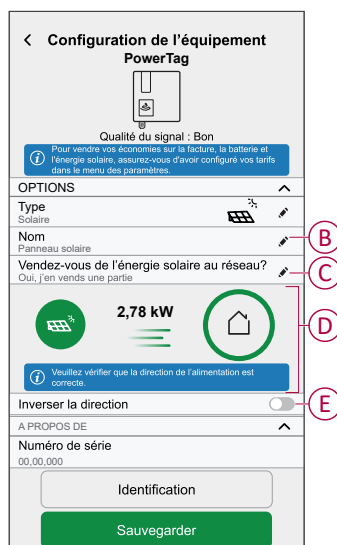 Configuration de l'équipement
PowerTag
Qualité du signal : Bon
Pour vendre vos économies sur la facture, la batterie et
l'énergie solaire, assurez-vous d'avoir configuré vos tarifs
dans le menu des paramètres.
OPTIONS
Type
Solaire
Nom
Panneau solaire
B
Vendez-vous de l'énergie solaire au réseau?
Oui, j'en vends une partie
C
2,78 kW
D
Veuillez vérifier que la direction de l'alimentation est
correcte.
Inverser la direction
E
A PROPOS DE
Numéro de série
00,00,000
Identification
Sauvegarder